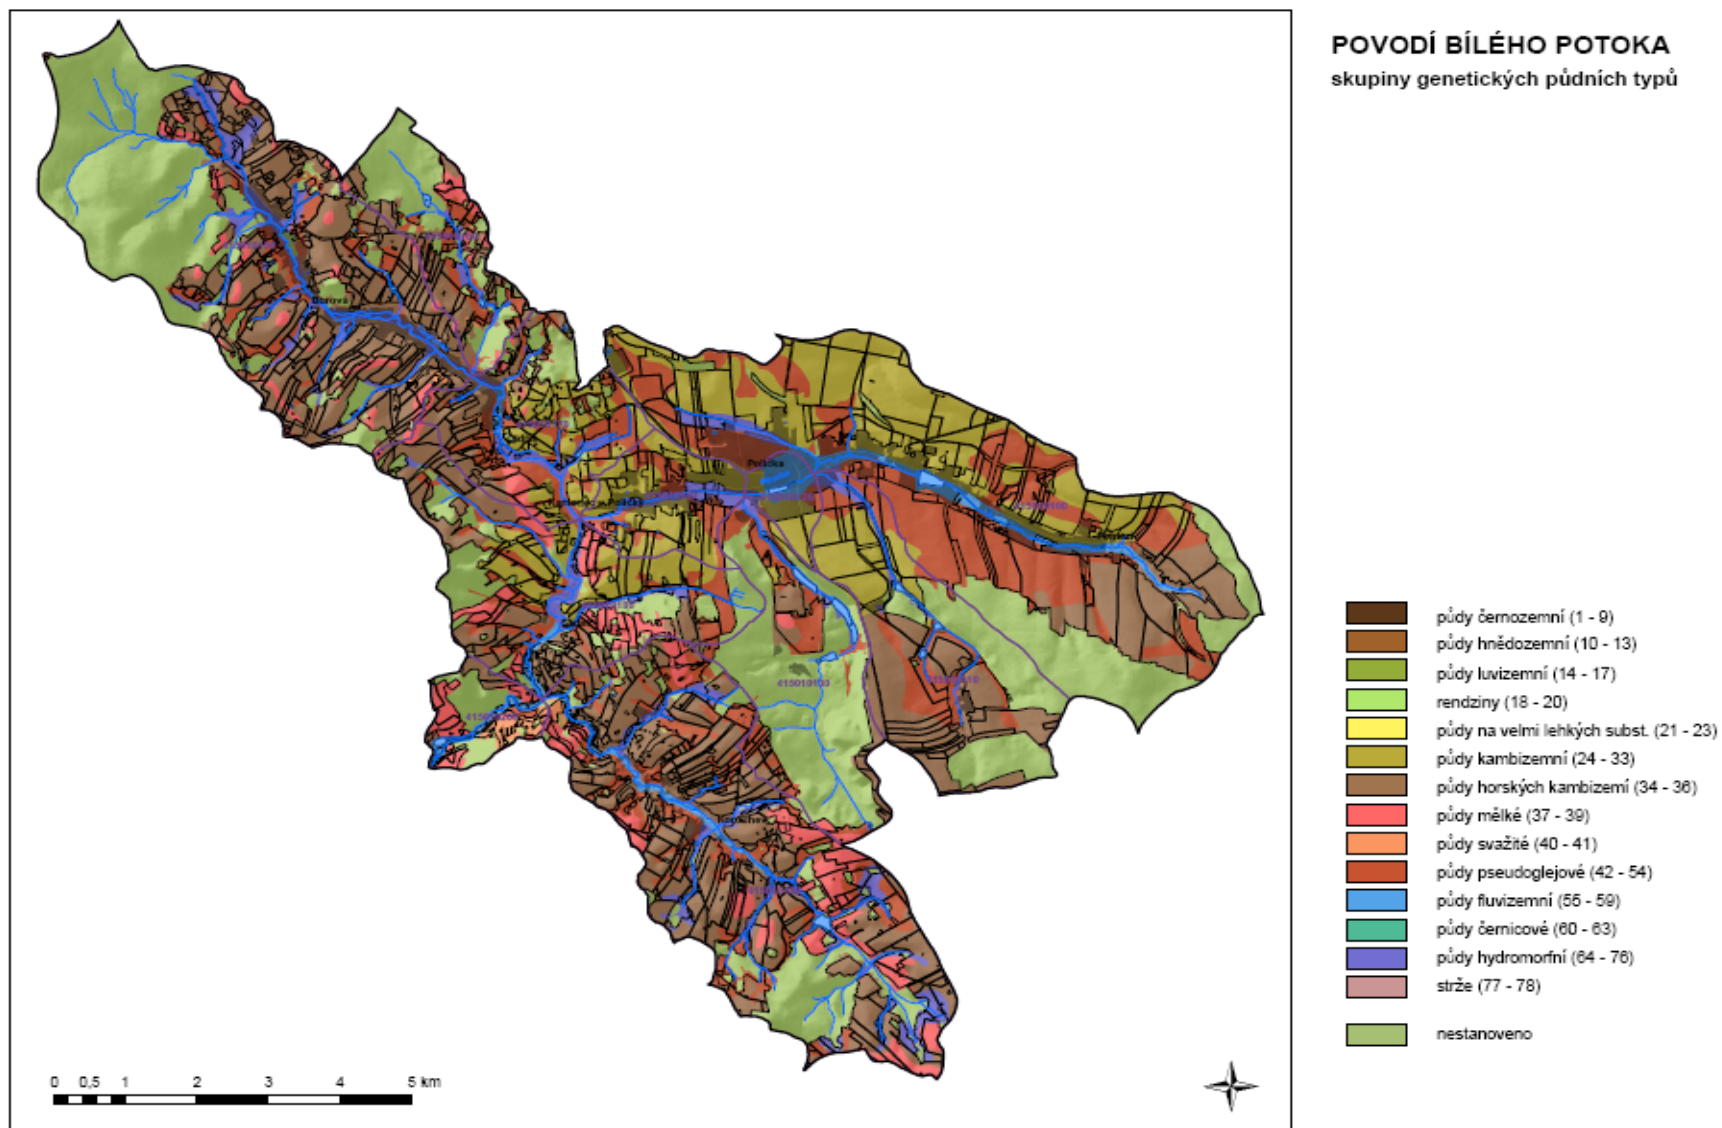 POVODÍ BÍLÉHO POTOKA
skupiny genetických půdních typů
Borová
Polička
415010100
půdy černozemní (1 - 9)
půdy hnědozemní (10 - 13)
půdy luvizemní (14 - 17)
rendziny (18 - 20)
půdy na velmi lehkých subst. (21 - 23)
půdy kambizemní (24 - 33)
půdy horských kambizemí (34 - 36)
půdy mělké (37 - 39)
půdy svažité (40 - 41)
půdy pseudoglejové (42 - 54)
půdy fluvizemní (55 - 59)
půdy černicové (60 - 63)
půdy hydromorfní (64 - 76)
strže (77 - 78)
nestanoveno
0 0,5 1 2 3 4 5 km